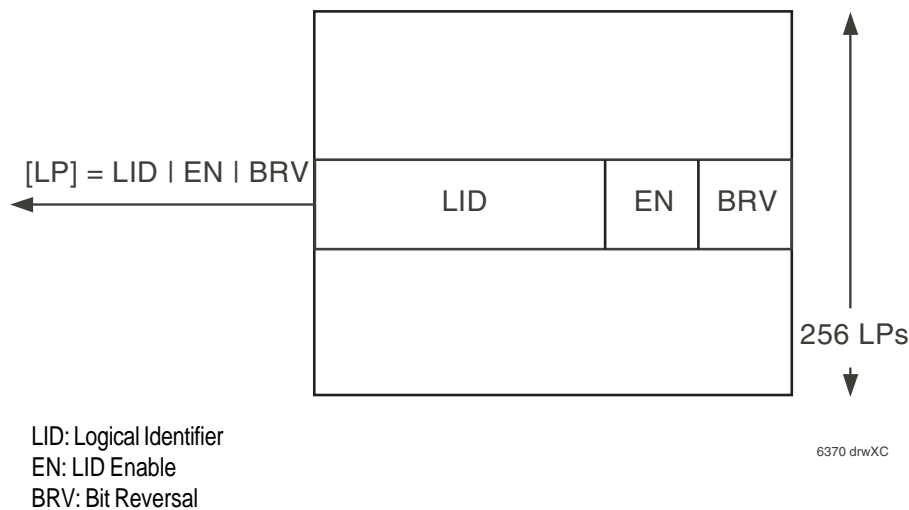 [LP] = LID | EN | BRV
LID
EN
BRV
256 LPs
LID: Logical Identifier
EN: LID Enable
BRV: Bit Reversal
6370 drwXC